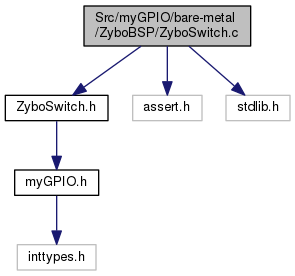 Src/myGPIO/bare-metal
/ZyboBSP/ZyboSwitch.c
ZyboSwitch.h
assert.h
stdlib.h
myGPIO.h
inttypes.h